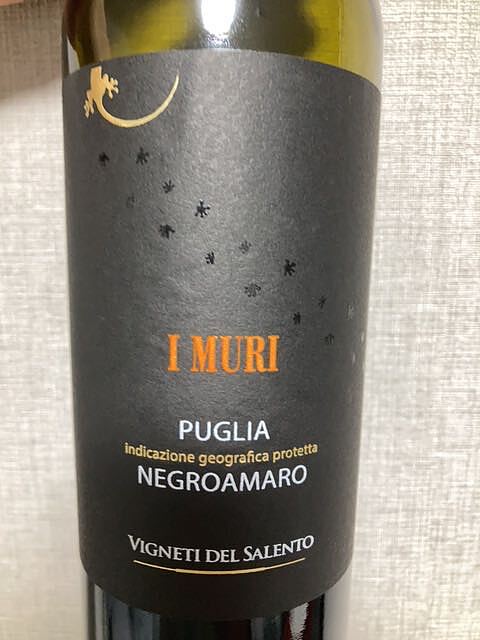 I MURI
PUGLIA
indicazione geografica protetta
NEGROAMARO
VIGNETI DEL SALENTO